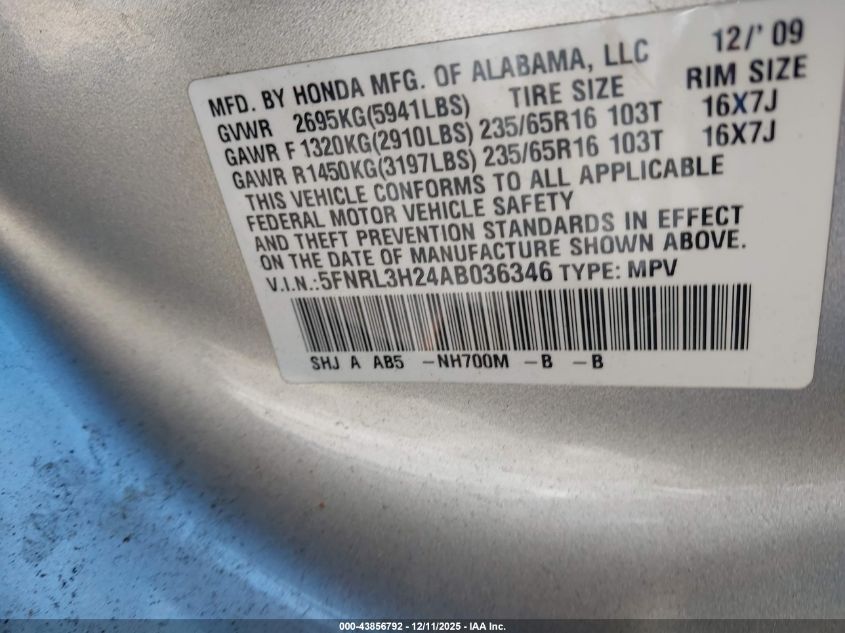 MFD. BY HONDA MFG. OF ALABAMA, LLC 12/' 09
GVWR 2695KG(5941LBS) TIRE SIZE RIM SIZE
GAWR F1320KG(2910LBS) 235/65R16 103T 16X7J
GAWR R1450KG(3197LBS) 235/65R16 103T 16X7J
THIS VEHICLE CONFORMS TO ALL APPLICABLE
FEDERAL MOTOR VEHICLE SAFETY
AND THEFT PREVENTION STANDARDS IN EFFECT
ON THE DATE OF MANUFACTURE SHOWN ABOVE.
V.I.N.:5FNRL3H24AB036346 TYPE: MPV
SHJ A AB5 -NH700M -B -B
000-43856792 - 12/11/2025 - IAA Inc.